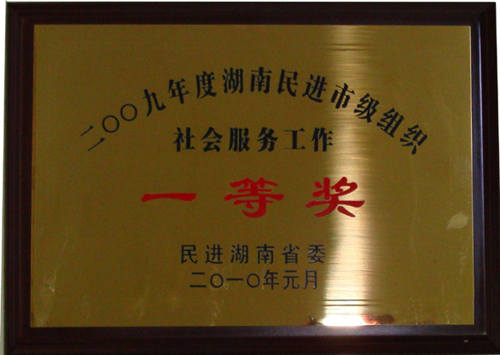 二〇〇九年度湖南民进市级组织
社会服务工作
一等奖
民进湖南省委
二〇一〇年元月